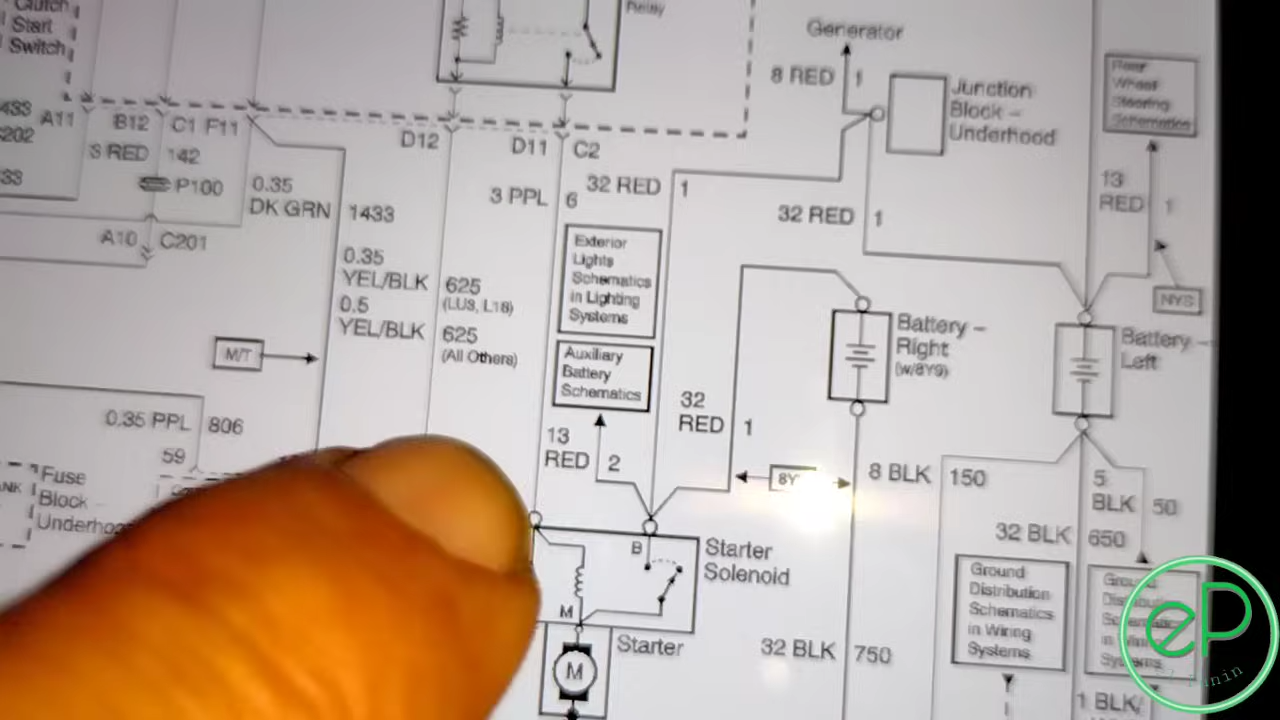 Clutch
Start
Switch
Relay
Generator
8 RED 1
Junction
Block –
Underhood
Rear
Wheel
Steering
Schematics
1433
A11
B12
C1
F11
D12
D11
C2
3 RED
142
P100
0.35
DK GRN
1433
3 PPL
6
32 RED
1
32 RED
1
13
RED
1
A10
C201
0.35
YEL/BLK
625
(LU3, L18)
0.5
YEL/BLK
625
(All Others)
Exterior
Lights
Schematics
in Lighting
Systems
NYS
M/T
Auxiliary
Battery
Schematics
Battery –
Right
Battery –
Left
32
RED
1
0.35 PPL
806
59
13
RED
2
8 BLK
150
5
BLK
50
Fuse
Block –
Underhood
B
Starter
Solenoid
32 BLK
650
Ground
Distribution
Schematics
in Wiring
Systems
M
Starter
32 BLK
750
M
1 BLK/
eP